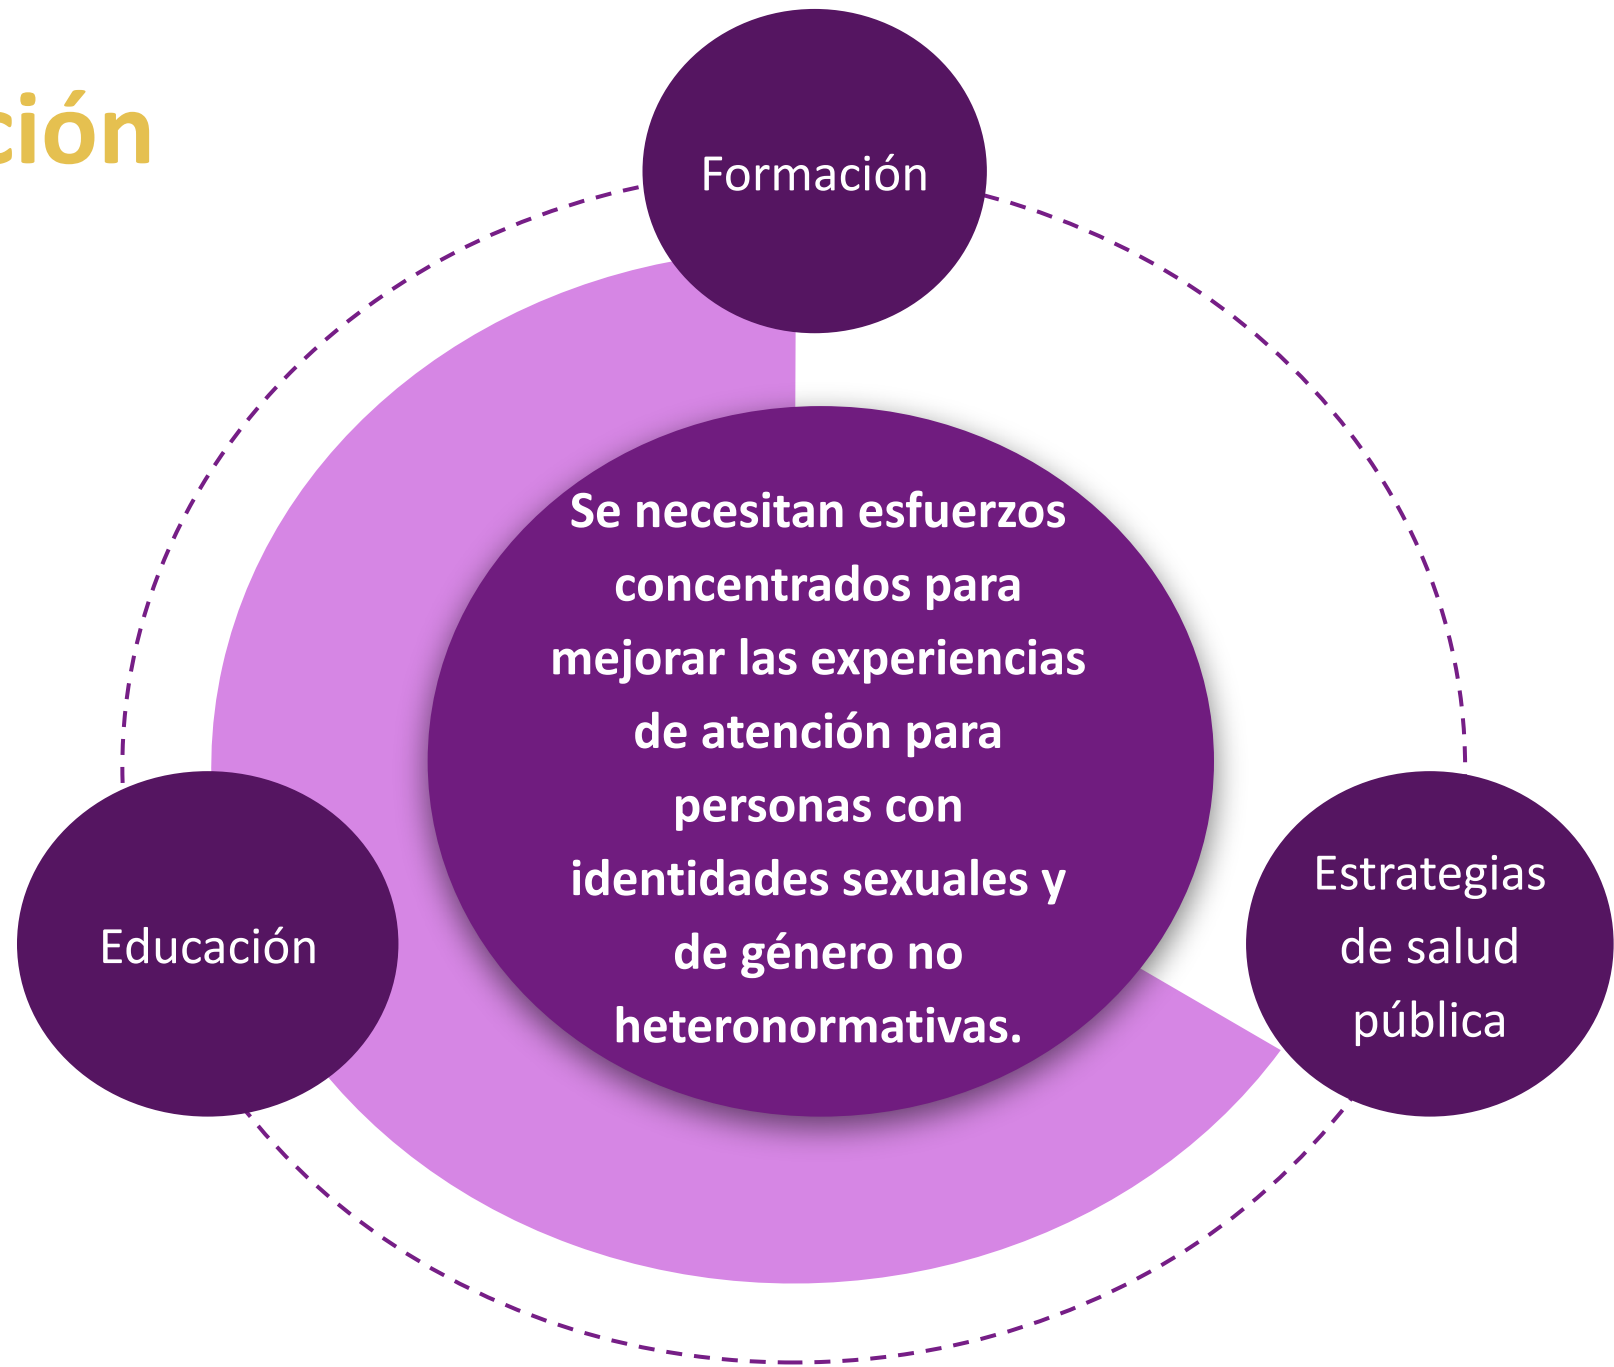 ción
Formación
Se necesitan esfuerzos
concentrados para
mejorar las experiencias
de atención para
personas con
identidades sexuales y
de género no
heteronormativas.
Educación
Estrategias
de salud
pública